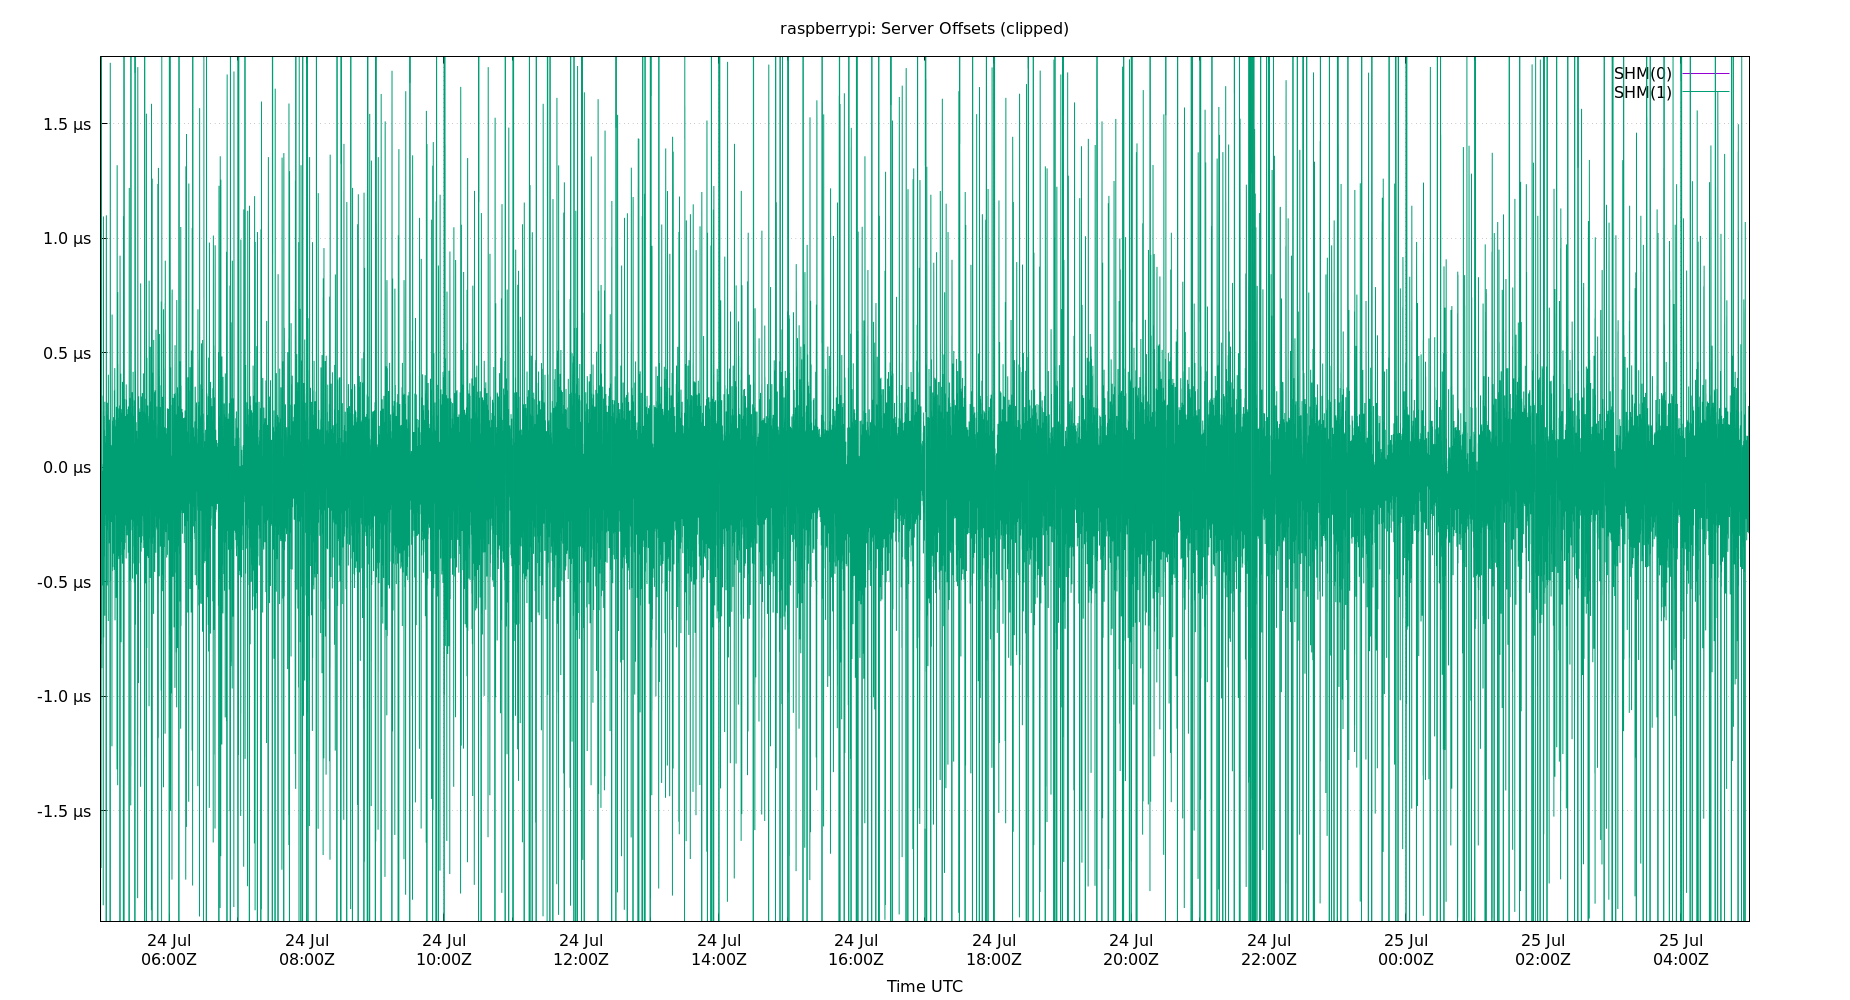 raspberrypi: Server Offsets (clipped)
SHM(0)
SHM(1)
1.5 µs
1.0 µs
0.5 µs
0.0 µs
-0.5 µs
-1.0 µs
-1.5 µs
24 Jul 24 Jul 24 Jul 24 Jul 24 Jul 24 Jul 24 Jul 24 Jul 24 Jul 25 Jul 25 Jul 25 Jul
06:00Z 08:00Z 10:00Z 12:00Z 14:00Z 16:00Z 18:00Z 20:00Z 22:00Z 00:00Z 02:00Z 04:00Z
Time UTC